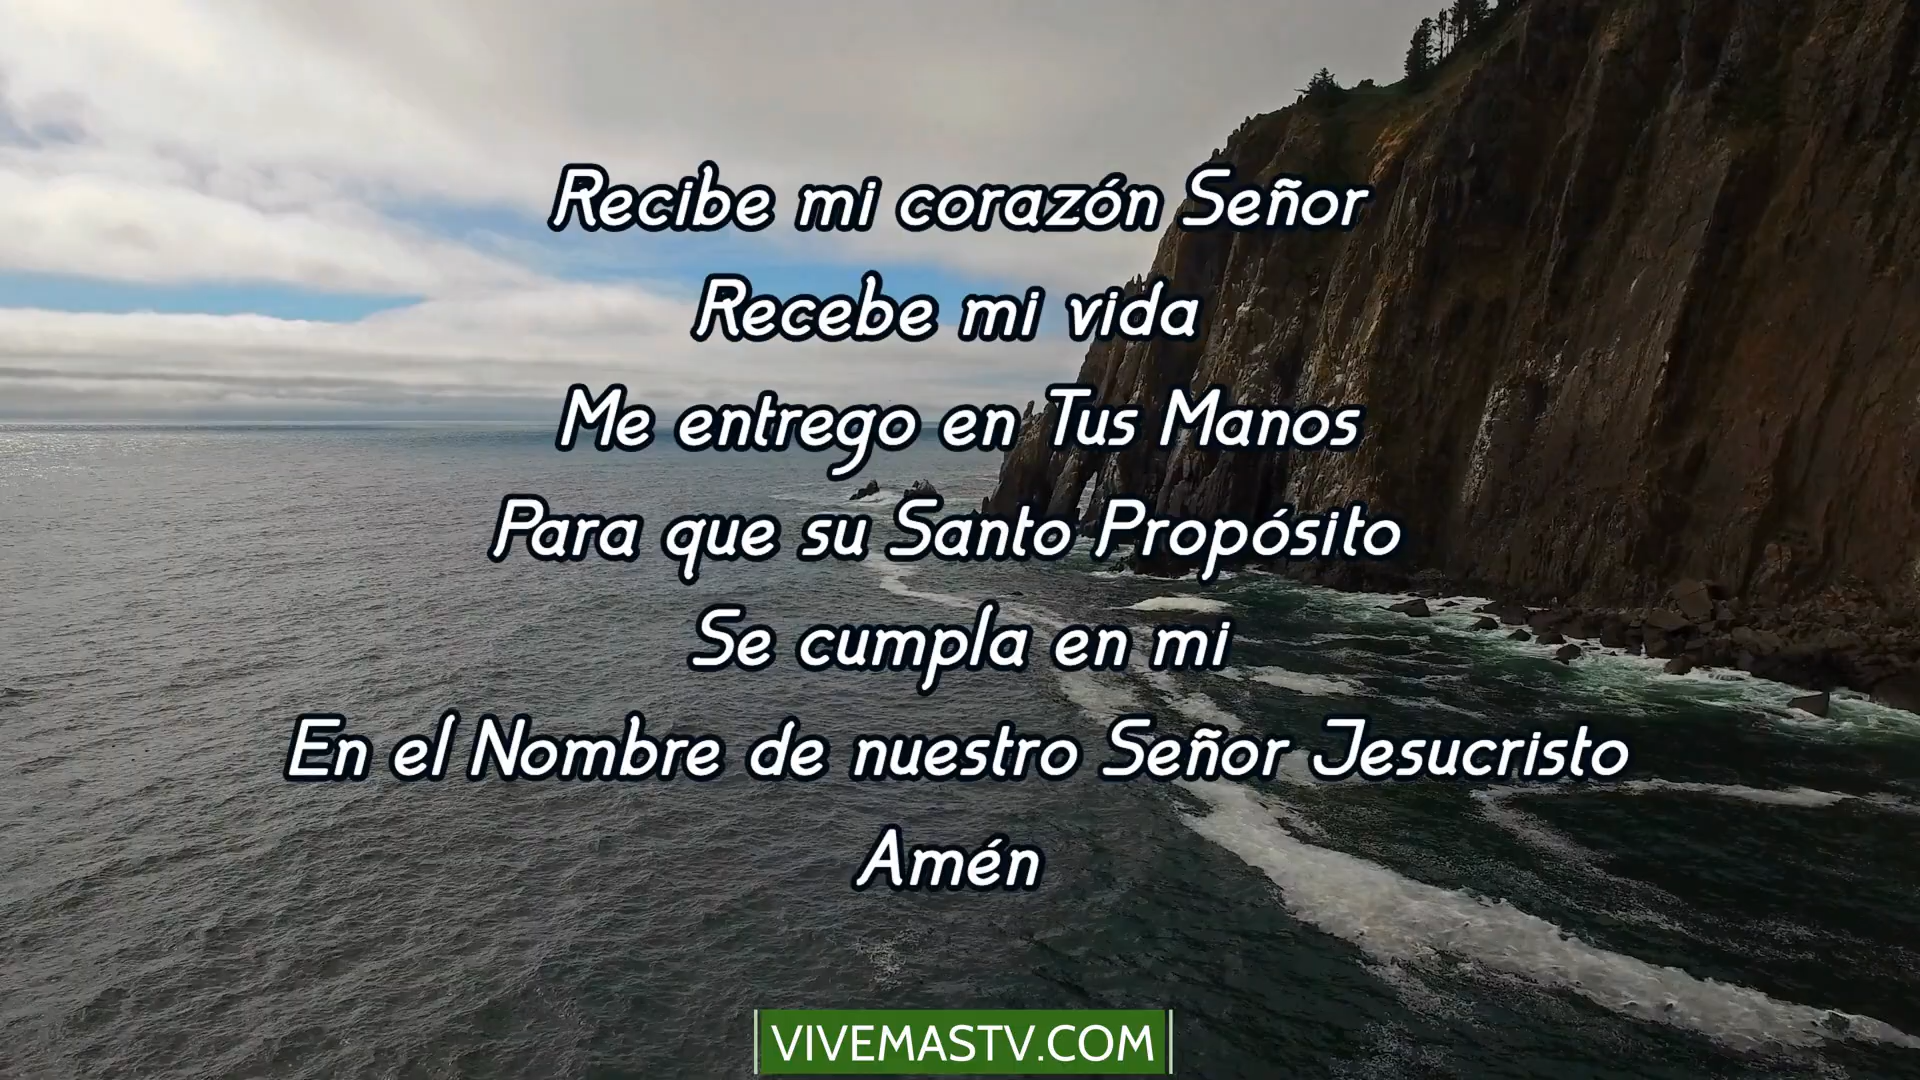 Recibe mi corazón Señor
Recebe mi vida
Me entrego en Tus Manos
Para que su Santo Propósito
Se cumpla en mi
En el Nombre de nuestro Señor Jesucristo
Amén
VIVEMASTV.COM